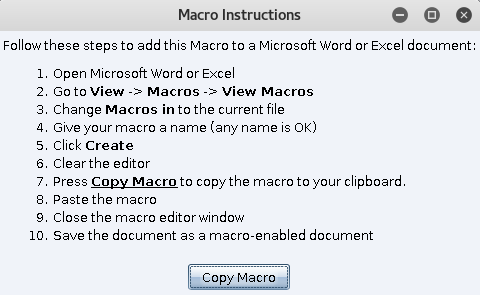 Macro Instructions
Follow these steps to add this Macro to a Microsoft Word or Excel document:
1. Open Microsoft Word or Excel
2. Go to View -> Macros -> View Macros
3. Change Macros in to the current file
4. Give your macro a name (any name is OK)
5. Click Create
6. Clear the editor
7. Press Copy Macro to copy the macro to your clipboard.
8. Paste the macro
9. Close the macro editor window
10. Save the document as a macro-enabled document
Copy Macro